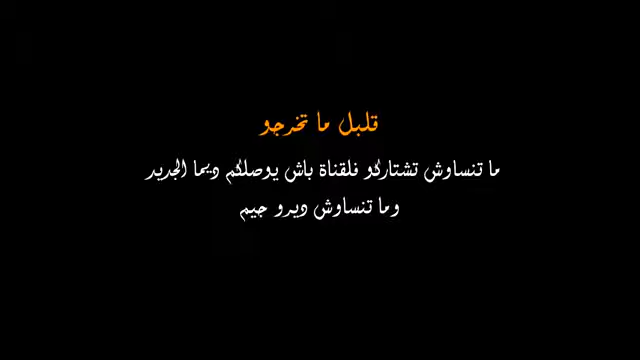 قلبل ما تخرجو
ما تنساوش تشتاركو فلقناة باش يوصلكم ديما الجديد
وما تنساوش ديرو جيم